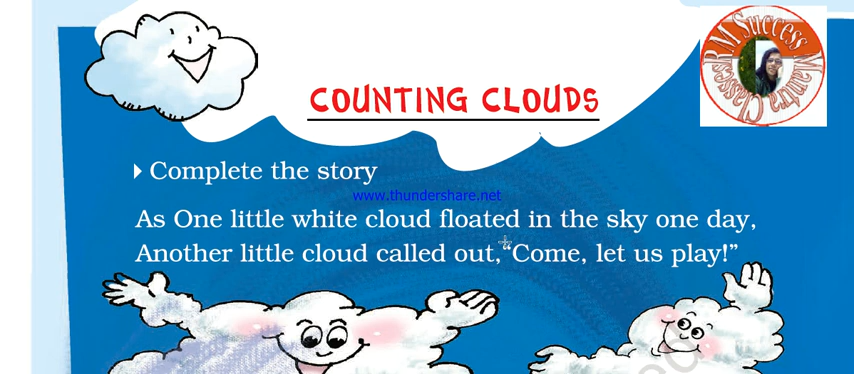 RM Success Mantra Classes
COUNTING CLOUDS
Complete the story
www.thundershare.net
As One little white cloud floated in the sky one day,
Another little cloud called out,“Come, let us play!”